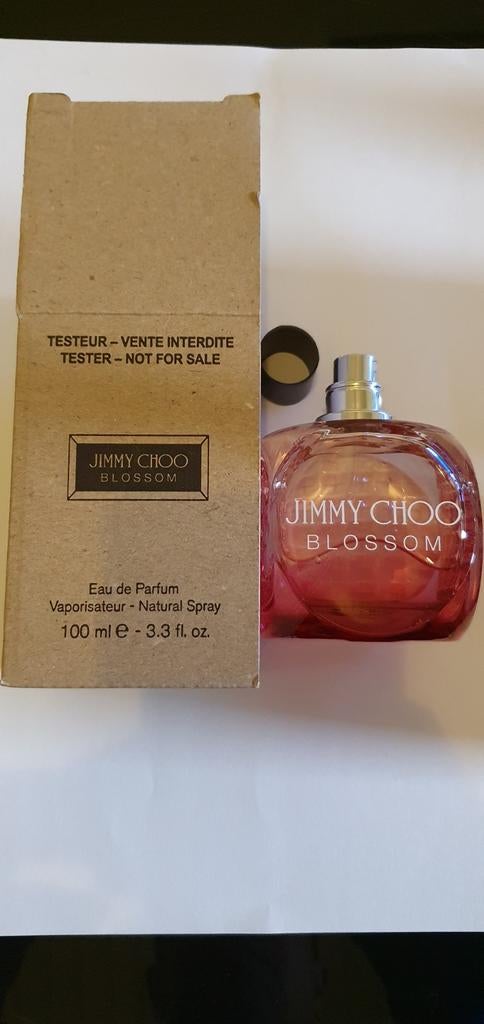 TESTEUR – VENTE INTERDITE
TESTER – NOT FOR SALE
JIMMY CHOO
BLOSSOM
Eau de Parfum
Vaporisateur - Natural Spray
100 ml ℮ - 3.3 fl. oz.
JIMMY CHOO
BLOSSOM